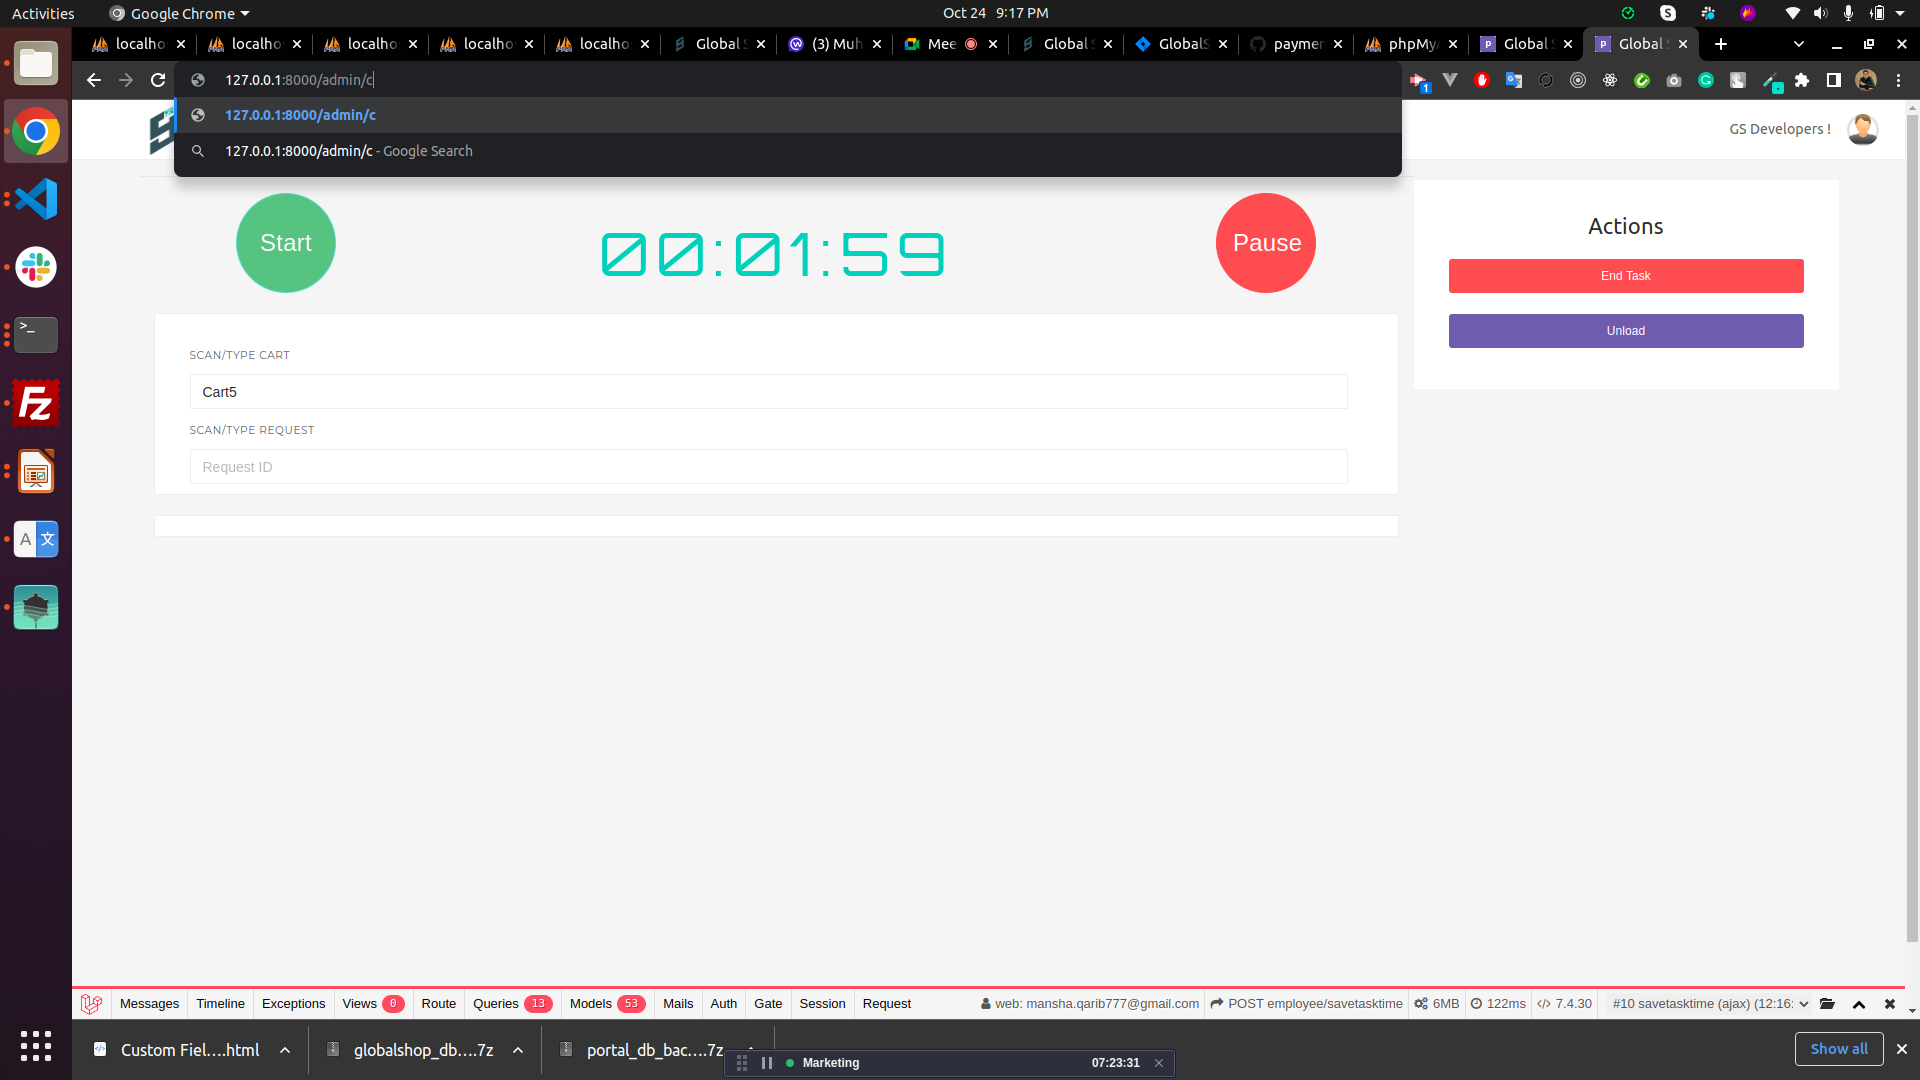 Activities
Google Chrome
Oct 24 9:17 PM
localho
localho
localho
localho
localho
Global
(3) Muh
Mee
Global
GlobalS
paymer
phpMy
Global
Global
127.0.0.1:8000/admin/c
127.0.0.1:8000/admin/c
127.0.0.1:8000/admin/c - Google Search
1
GS Developers !
Start
00:01:59
Pause
Actions
End Task
Unload
SCAN/TYPE CART
Cart5
SCAN/TYPE REQUEST
Request ID
Messages
Timeline
Exceptions
Views 0
Route
Queries 13
Models 53
Mails
Auth
Gate
Session
Request
web: mansha.qarib777@gmail.com
POST employee/savetasktime
6MB
122ms
7.4.30
#10 savetasktime (ajax) (12:16:
Custom Fiel....html
globalshop_db....7z
portal_db_bac....7z
Show all
Marketing
07:23:31